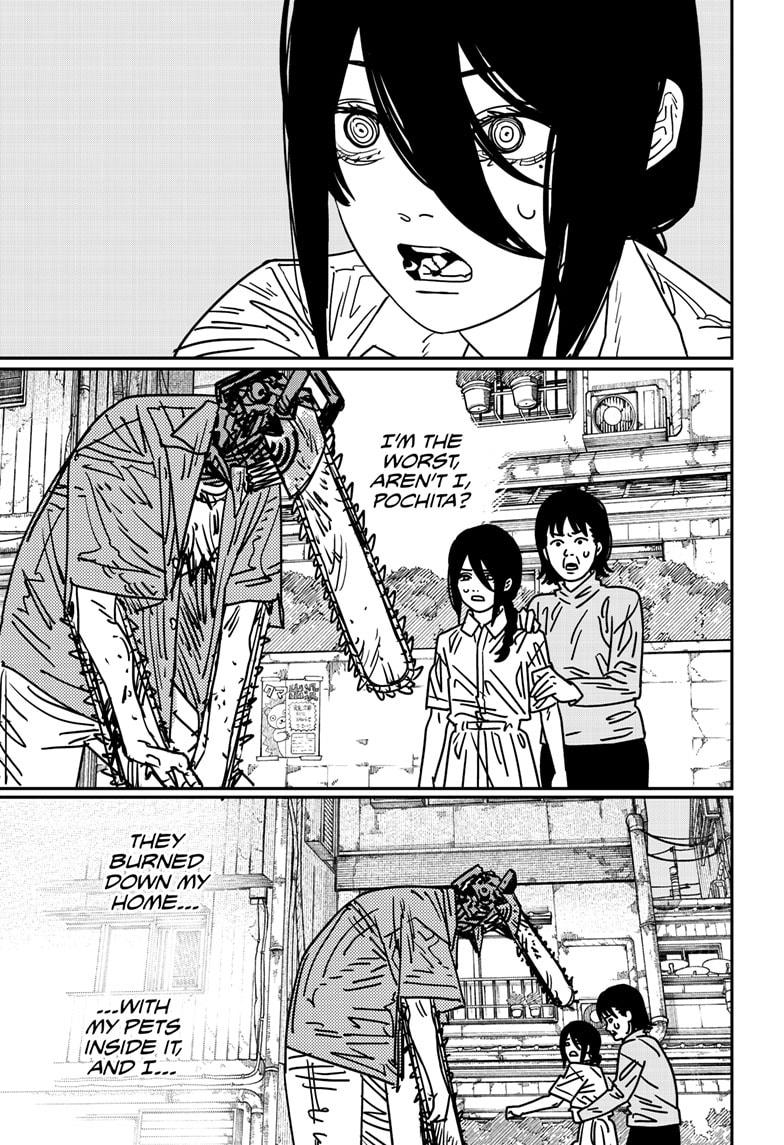 I'M THE
WORST,
AREN'T I,
POCHITA?
THEY
BURNED
DOWN MY
HOME...
...WITH
MY PETS
INSIDE IT,
AND I...